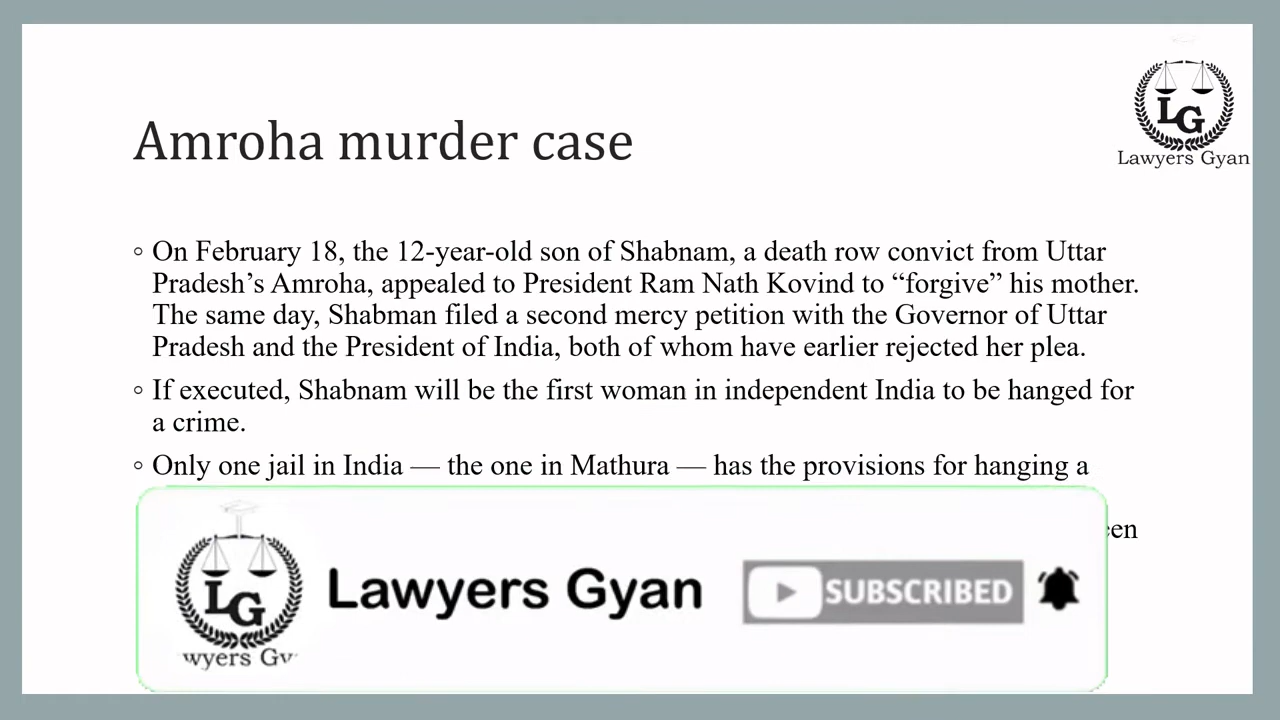 LG
Lawyers Gyan
Amroha murder case
◦ On February 18, the 12-year-old son of Shabnam, a death row convict from Uttar
Pradesh’s Amroha, appealed to President Ram Nath Kovind to “forgive” his mother.
The same day, Shabman filed a second mercy petition with the Governor of Uttar
Pradesh and the President of India, both of whom have earlier rejected her plea.
◦ If executed, Shabnam will be the first woman in independent India to be hanged for
a crime.
◦ Only one jail in India — the one in Mathura — has the provisions for hanging a
LG
wyers Gy
Lawyers Gyan
SUBSCRIBED